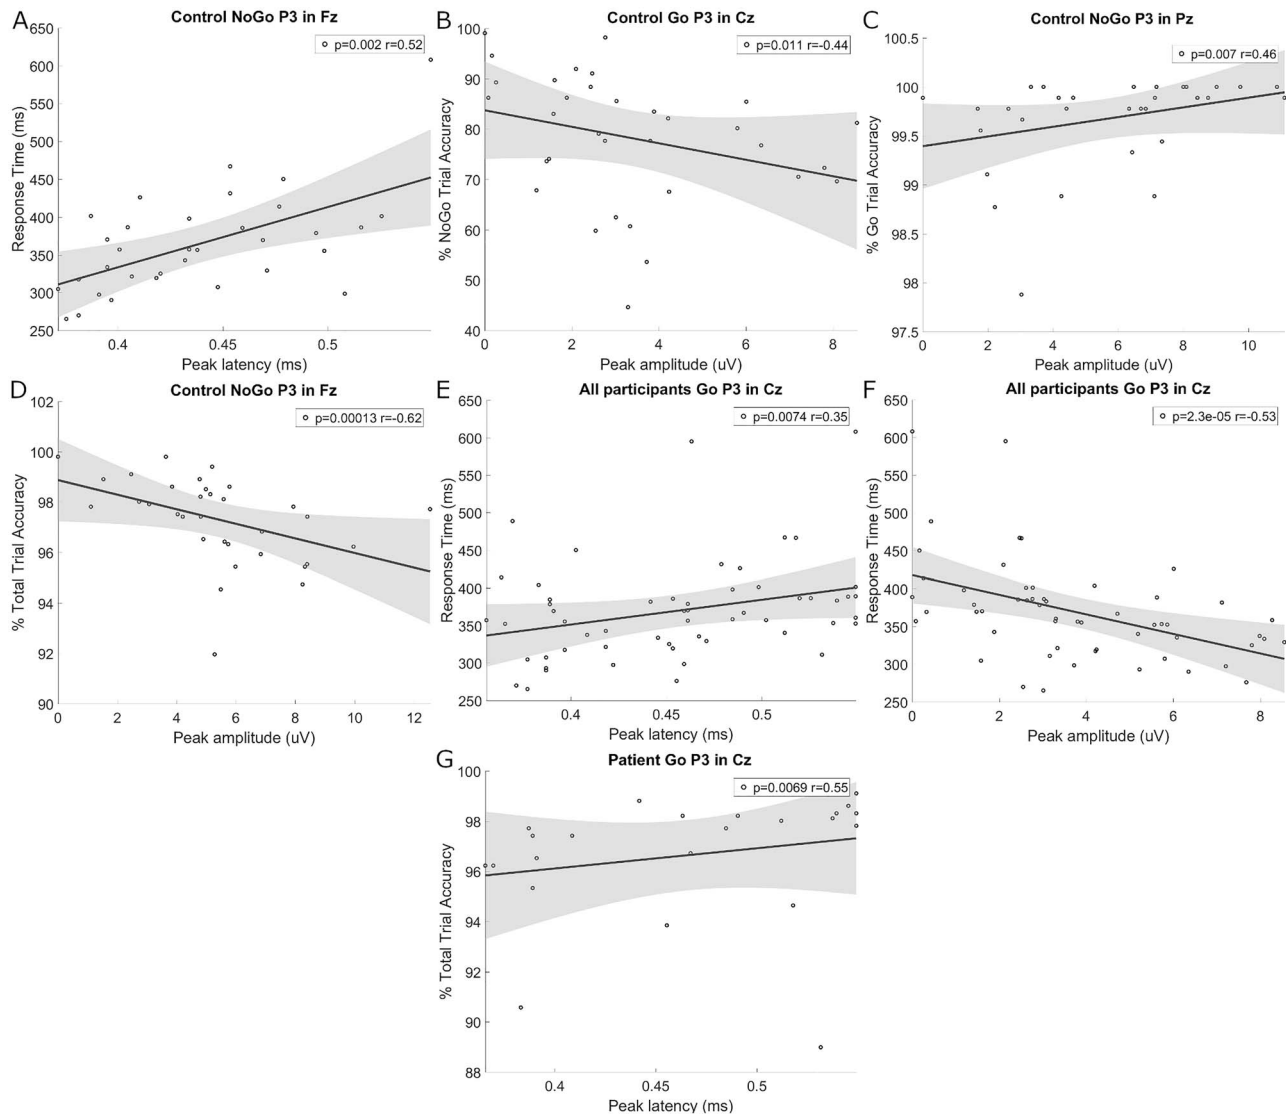 A
Control NoGo P3 in Fz
p=0.002 r=0.52
650
600
550
500
450
400
350
300
250
Response Time (ms)
0.4
0.45
0.5
Peak latency (ms)
B
Control Go P3 in Cz
p=0.011 r=-0.44
100
90
80
70
60
50
40
% NoGo Trial Accuracy
0
2
4
6
8
Peak amplitude (uV)
C
Control NoGo P3 in Pz
p=0.007 r=0.46
100.5
100
99.5
99
98.5
98
97.5
% Go Trial Accuracy
0
2
4
6
8
10
Peak amplitude (uV)
D
Control NoGo P3 in Fz
p=0.00013 r=-0.62
102
100
98
96
94
92
90
% Total Trial Accuracy
0
2
4
6
8
10
12
Peak amplitude (uV)
E
All participants Go P3 in Cz
p=0.0074 r=0.35
650
600
550
500
450
400
350
300
250
Response Time (ms)
0.4
0.45
0.5
Peak latency (ms)
F
All participants Go P3 in Cz
p=2.3e-05 r=-0.53
650
600
550
500
450
400
350
300
250
Response Time (ms)
0
2
4
6
8
Peak amplitude (uV)
G
Patient Go P3 in Cz
p=0.0069 r=0.55
100
98
96
94
92
90
88
% Total Trial Accuracy
0.4
0.45
0.5
Peak latency (ms)